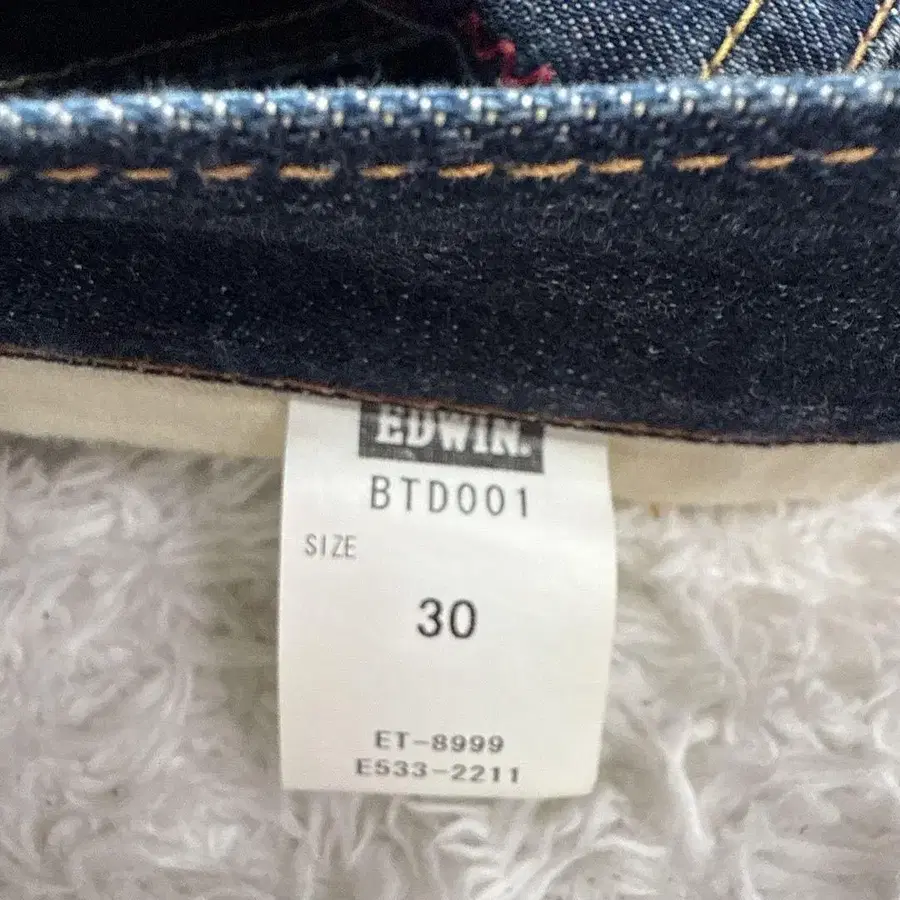 EDWIN.
BTD001
SIZE
30
ET-8999
E533-2211